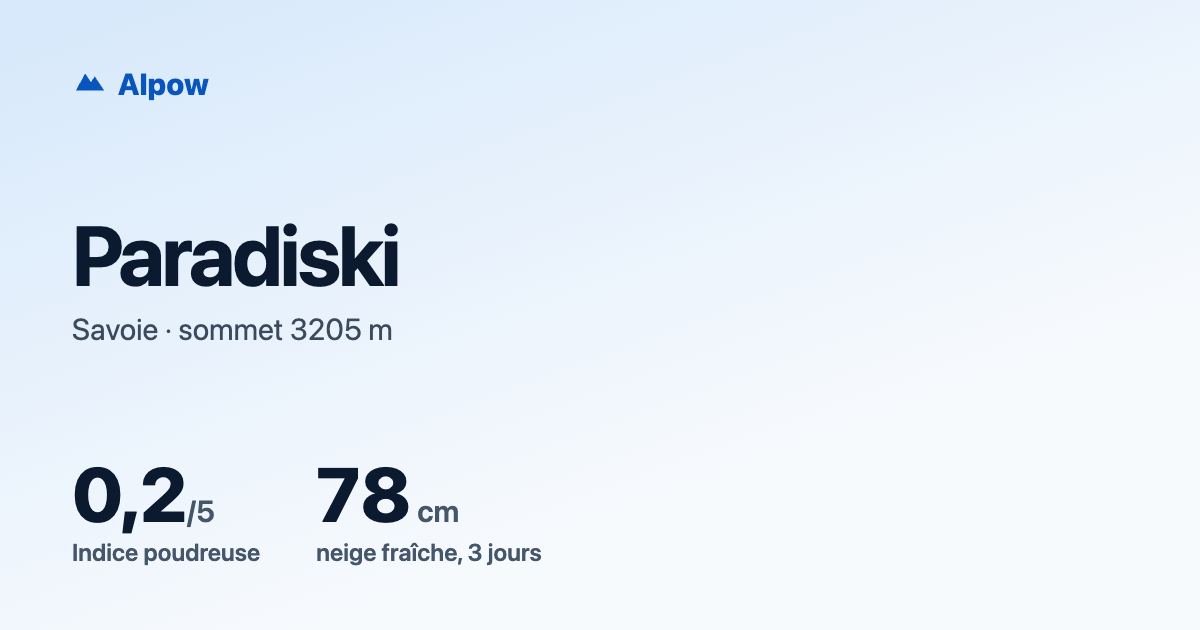 Alpow
Paradiski
Savoie · sommet 3205 m
0,2/5
Indice poudreuse
78 cm
neige fraîche, 3 jours